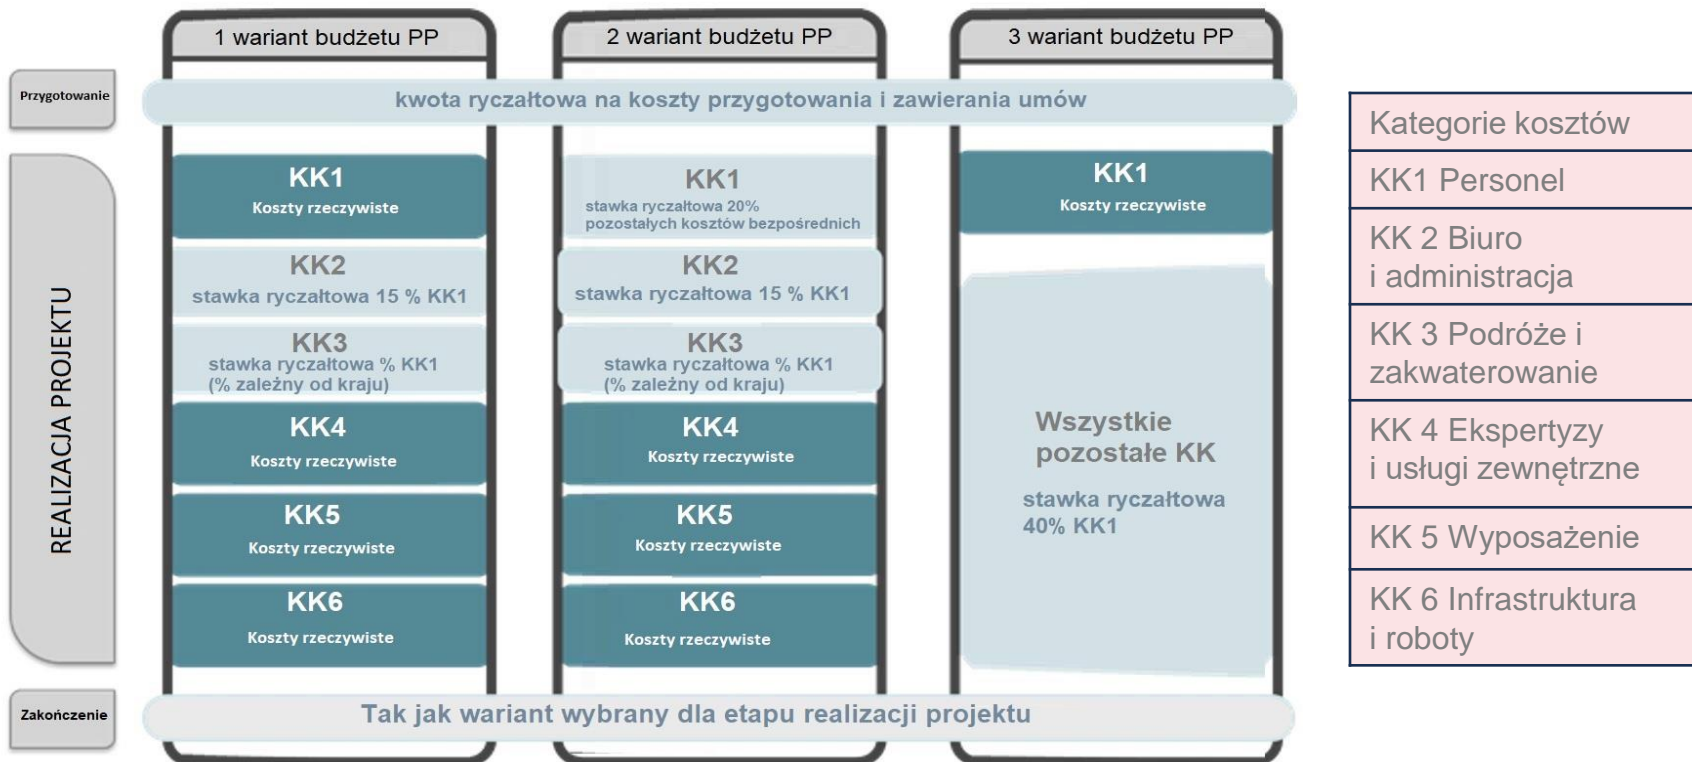 1 wariant budżetu PP
2 wariant budżetu PP
3 wariant budżetu PP
Przygotowanie
kwota ryczałtowa na koszty przygotowania i zawierania umów
REALIZACJA PROJEKTU
KK1
Koszty rzeczywiste
KK2
stawka ryczałtowa 15 % KK1
KK3
stawka ryczałtowa % KK1
(% zależny od kraju)
KK4
Koszty rzeczywiste
KK5
Koszty rzeczywiste
KK6
Koszty rzeczywiste
KK1
stawka ryczałtowa 20%
pozostałych kosztów bezpośrednich
KK2
stawka ryczałtowa 15 % KK1
KK3
stawka ryczałtowa % KK1
(% zależny od kraju)
KK4
Koszty rzeczywiste
KK5
Koszty rzeczywiste
KK6
Koszty rzeczywiste
KK1
Koszty rzeczywiste
Wszystkie
pozostałe KK
stawka ryczałtowa
40% KK1
Zakończenie
Tak jak wariant wybrany dla etapu realizacji projektu
Kategorie kosztów
KK1 Personel
KK 2 Biuro
i administracja
KK 3 Podróże i
zakwaterowanie
KK 4 Ekspertyzy
i usługi zewnętrzne
KK 5 Wyposażenie
KK 6 Infrastruktura
i roboty